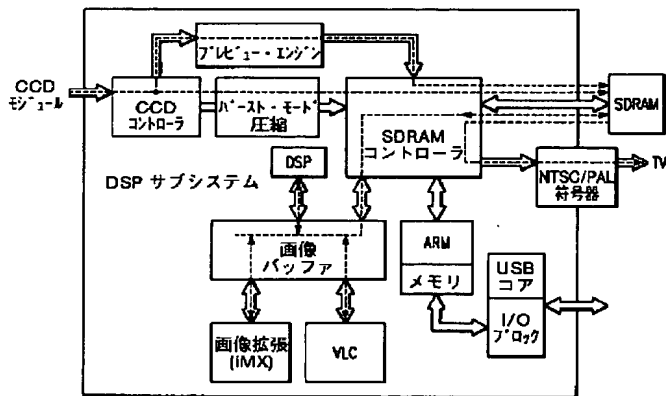 プレビュー・エンジン
CCD
モジュール
CCD
コントローラ
バースト・モード
圧縮
SDRAM
コントローラ
SDRAM
TV
NTSC/PAL
符号器
DSP サブシステム
DSP
画像
バッファ
ARM
メモリ
USB
コア
I/O
ブロック
画像拡張
(iMX)
VLC